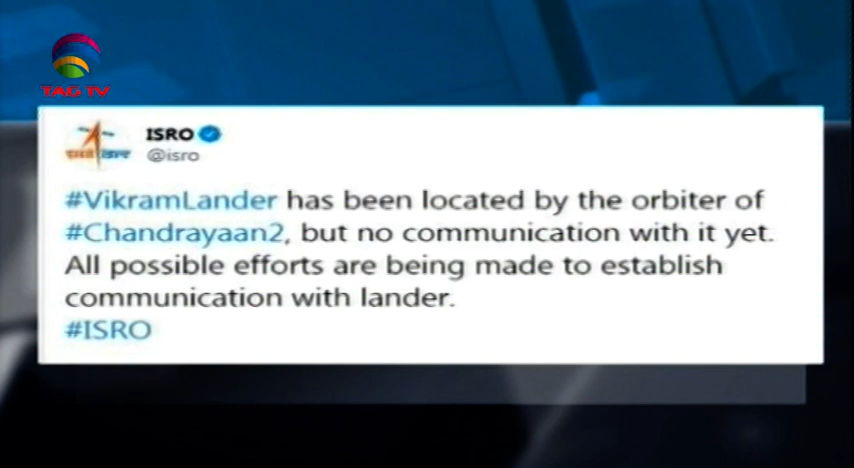 TAG TV
ISRO
@isro
#VikramLander has been located by the orbiter of
#Chandrayaan2, but no communication with it yet.
All possible efforts are being made to establish
communication with lander.
#ISRO